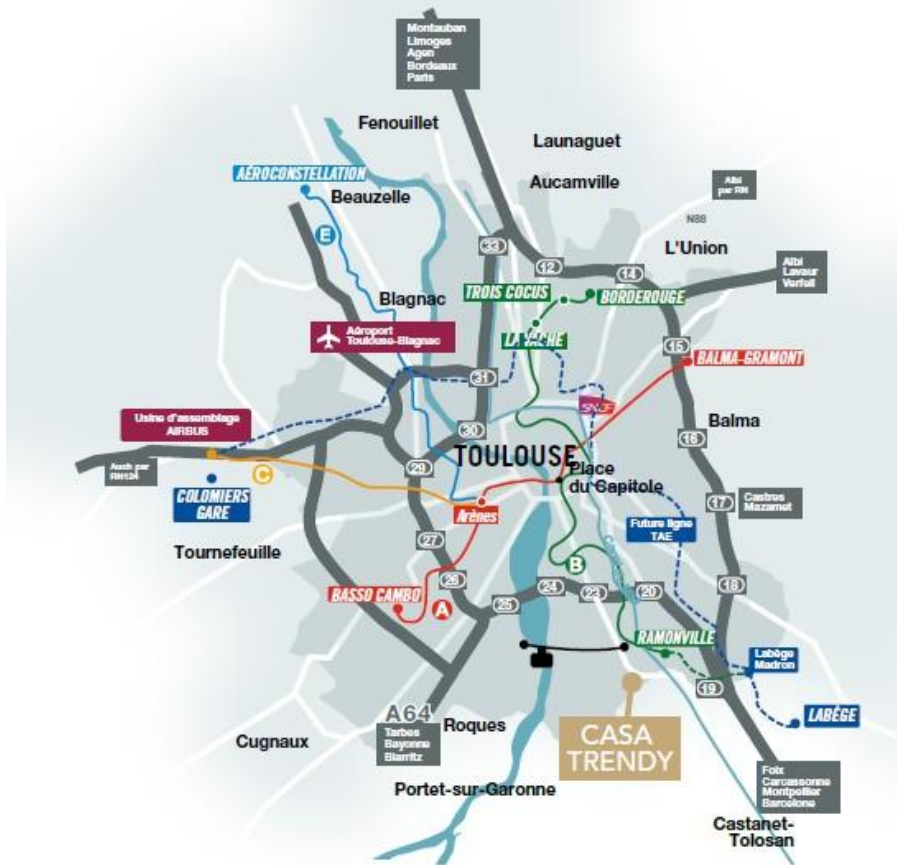 Montauban
Limoges
Agen
Bordeaux
Paris
Fenouillet
Launaguet
AÉROCONSTELLATION
Aucamville
Albi
par RN
Beauzelle
N88
E
33
L'Union
12
14
Albi
Lavaur
Verfeil
TROIS COCUS
BORDEROUGE
Blagnac
Aéroport
Toulouse-Blagnac
LA VACHE
15
BALMA-GRAMONT
31
SNCF
Usine d'assemblage
AIRBUS
30
Balma
16
TOULOUSE
Auch par
RN124
C
29
Place
du Capitole
COLOMIERS
GARE
Arènes
17
Castres
Mazamet
27
Future ligne
TAE
Tournefeuille
B
26
24
BASSO CAMBO
A
25
23
20
18
RAMONVILLE
Labège
Madron
19
A64
Tarbes
Bayonne
Biarritz
Roques
CASA
TRENDY
LABÈGE
Cugnaux
Portet-sur-Garonne
Foix
Carcassonne
Montpellier
Barcelone
Castanet-
Tolosan